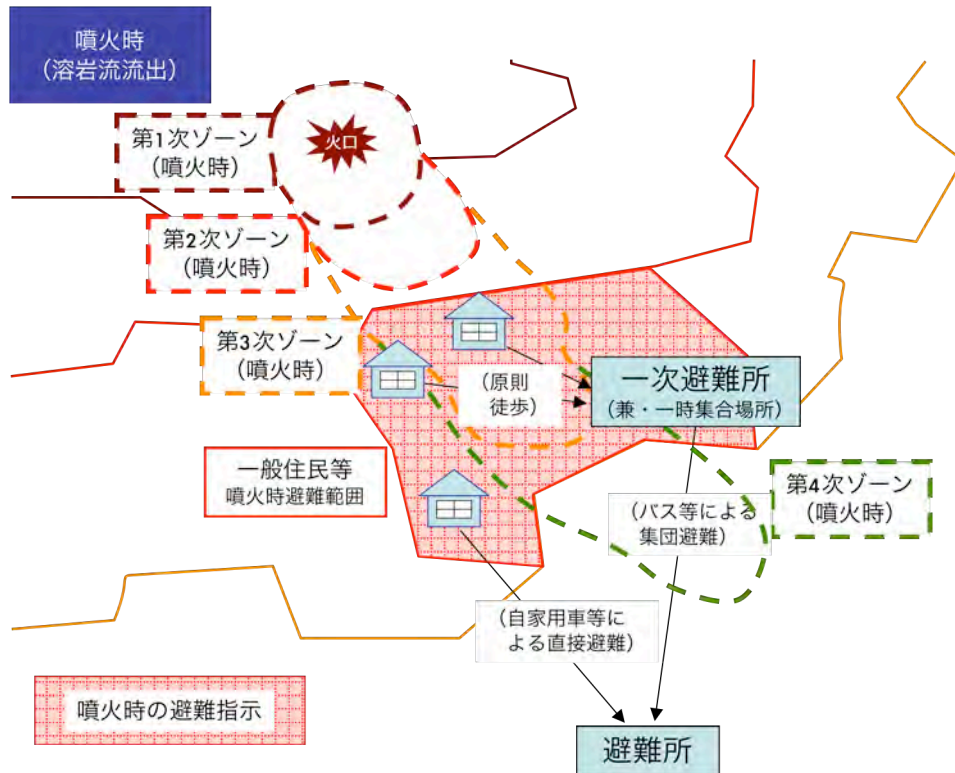 噴火時
（溶岩流流出）
火口
第1次ゾーン
（噴火時）
第2次ゾーン
（噴火時）
第3次ゾーン
（噴火時）
（原則
徒歩）
一次避難所
（兼・一時集合場所）
一般住民等
噴火時避難範囲
第4次ゾーン
（噴火時）
（バス等による
集団避難）
（自家用車等に
よる直接避難）
噴火時の避難指示
避難所